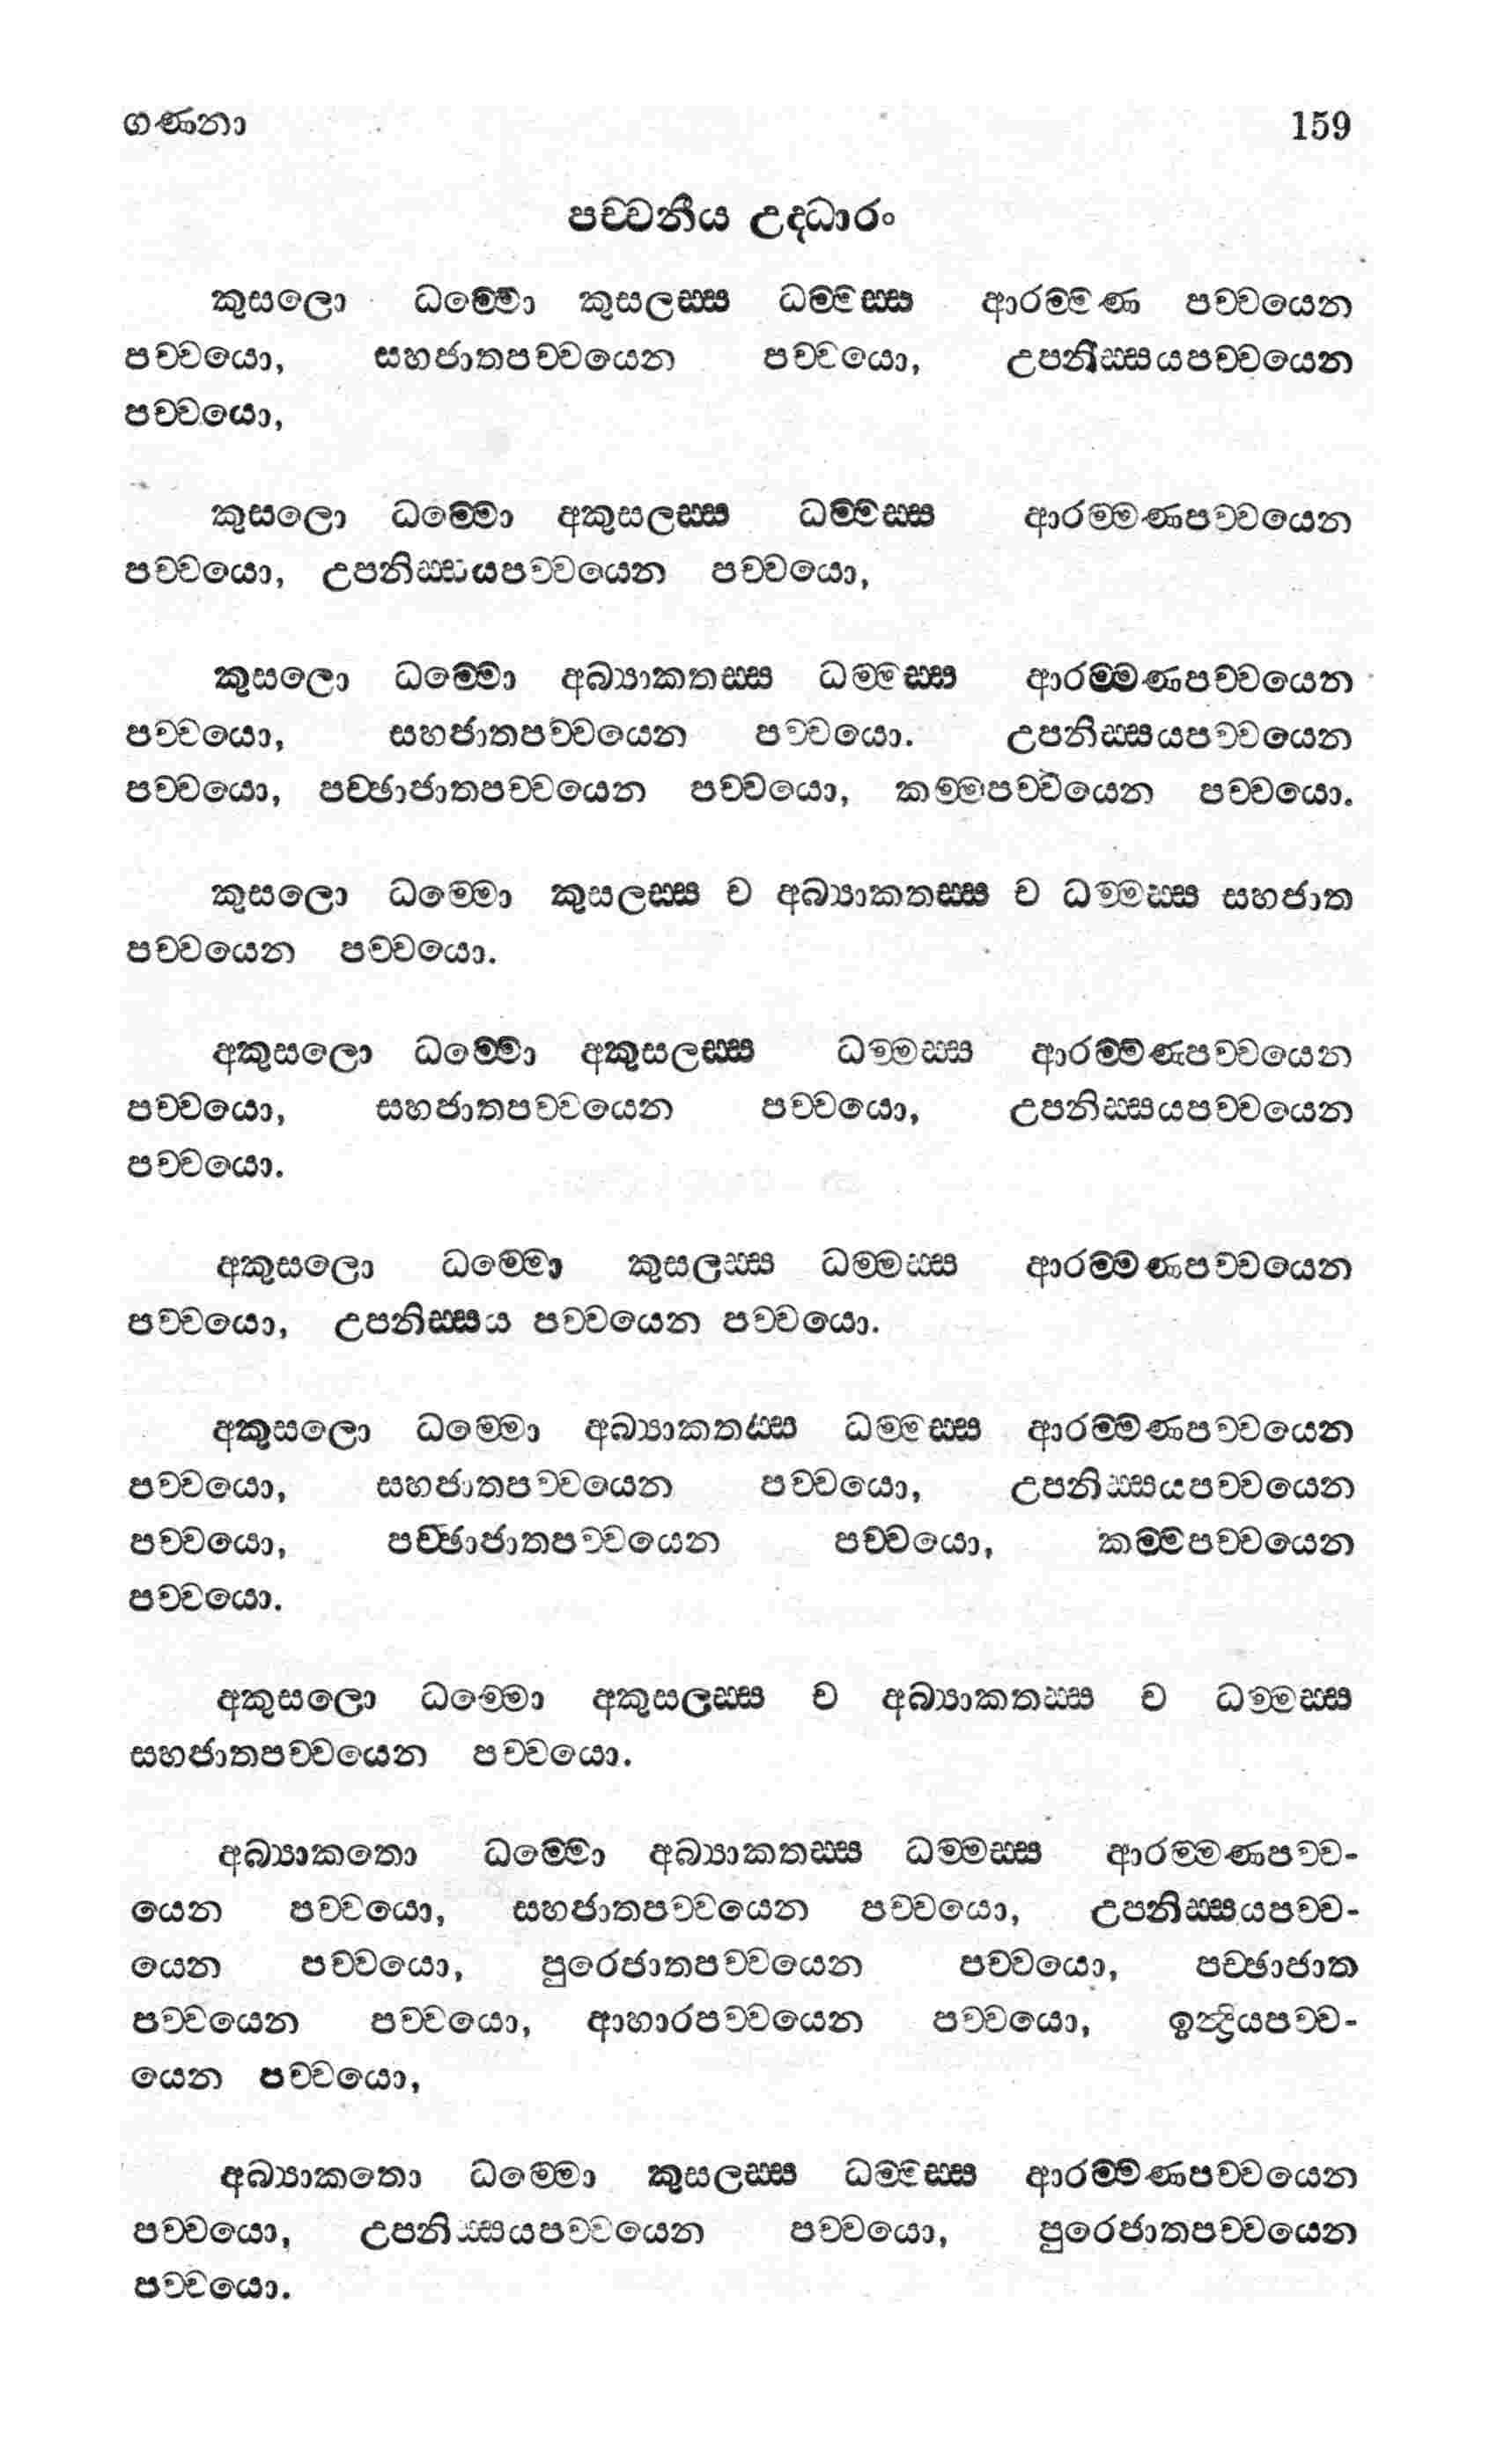 ගණනා 159
පච්චනීය උද්ධාරං
කුසලො ධම්මො කුසලස්ස ධම්මස්ස ආරම්මණ පච්චයෙන
පච්චයො, සහජාතපච්චයෙන පච්චයො, උපනිස්සයපච්චයෙන
පච්චයො,
කුසලො ධම්මො අකුසලස්ස ධම්මස්ස ආරම්මණපච්චයෙන
පච්චයො, උපනිස්සයපච්චයෙන පච්චයො,
කුසලො ධම්මො අබ්‍යාකතස්ස ධම්මස්ස ආරම්මණපච්චයෙන
පච්චයො, සහජාතපච්චයෙන පච්චයො. උපනිස්සයපච්චයෙන
පච්චයො, පච්ඡාජාතපච්චයෙන පච්චයො, කම්මපච්චයෙන පච්චයො.
කුසලො ධම්මො කුසලස්ස ච අබ්‍යාකතස්ස ච ධම්මස්ස සහජාත
පච්චයෙන පච්චයො.
අකුසලො ධම්මො අකුසලස්ස ධම්මස්ස ආරම්මණපච්චයෙන
පච්චයො, සහජාතපච්චයෙන පච්චයො, උපනිස්සයපච්චයෙන
පච්චයො.
අකුසලො ධම්මො කුසලස්ස ධම්මස්ස ආරම්මණපච්චයෙන
පච්චයො, උපනිස්සය පච්චයෙන පච්චයො.
අකුසලො ධම්මො අබ්‍යාකතස්ස ධම්මස්ස ආරම්මණපච්චයෙන
පච්චයො, සහජාතපච්චයෙන පච්චයො, උපනිස්සයපච්චයෙන
පච්චයො, පච්ඡාජාතපච්චයෙන පච්චයො, කම්මපච්චයෙන
පච්චයො.
අකුසලො ධම්මො අකුසලස්ස ච අබ්‍යාකතස්ස ච ධම්මස්ස
සහජාතපච්චයෙන පච්චයො.
අබ්‍යාකතො ධම්මො අබ්‍යාකතස්ස ධම්මස්ස ආරම්මණපච්ච-
යෙන පච්චයො, සහජාතපච්චයෙන පච්චයො, උපනිස්සයපච්ච-
යෙන පච්චයො, පුරෙජාතපච්චයෙන පච්චයො, පච්ඡාජාත
පච්චයෙන පච්චයො, ආහාරපච්චයෙන පච්චයො, ඉන්‍ද්‍රියපච්ච-
යෙන පච්චයො,
අබ්‍යාකතො ධම්මො කුසලස්ස ධම්මස්ස ආරම්මණපච්චයෙන
පච්චයො, උපනිස්සයපච්චයෙන පච්චයො, පුරෙජාතපච්චයෙන
පච්චයො.